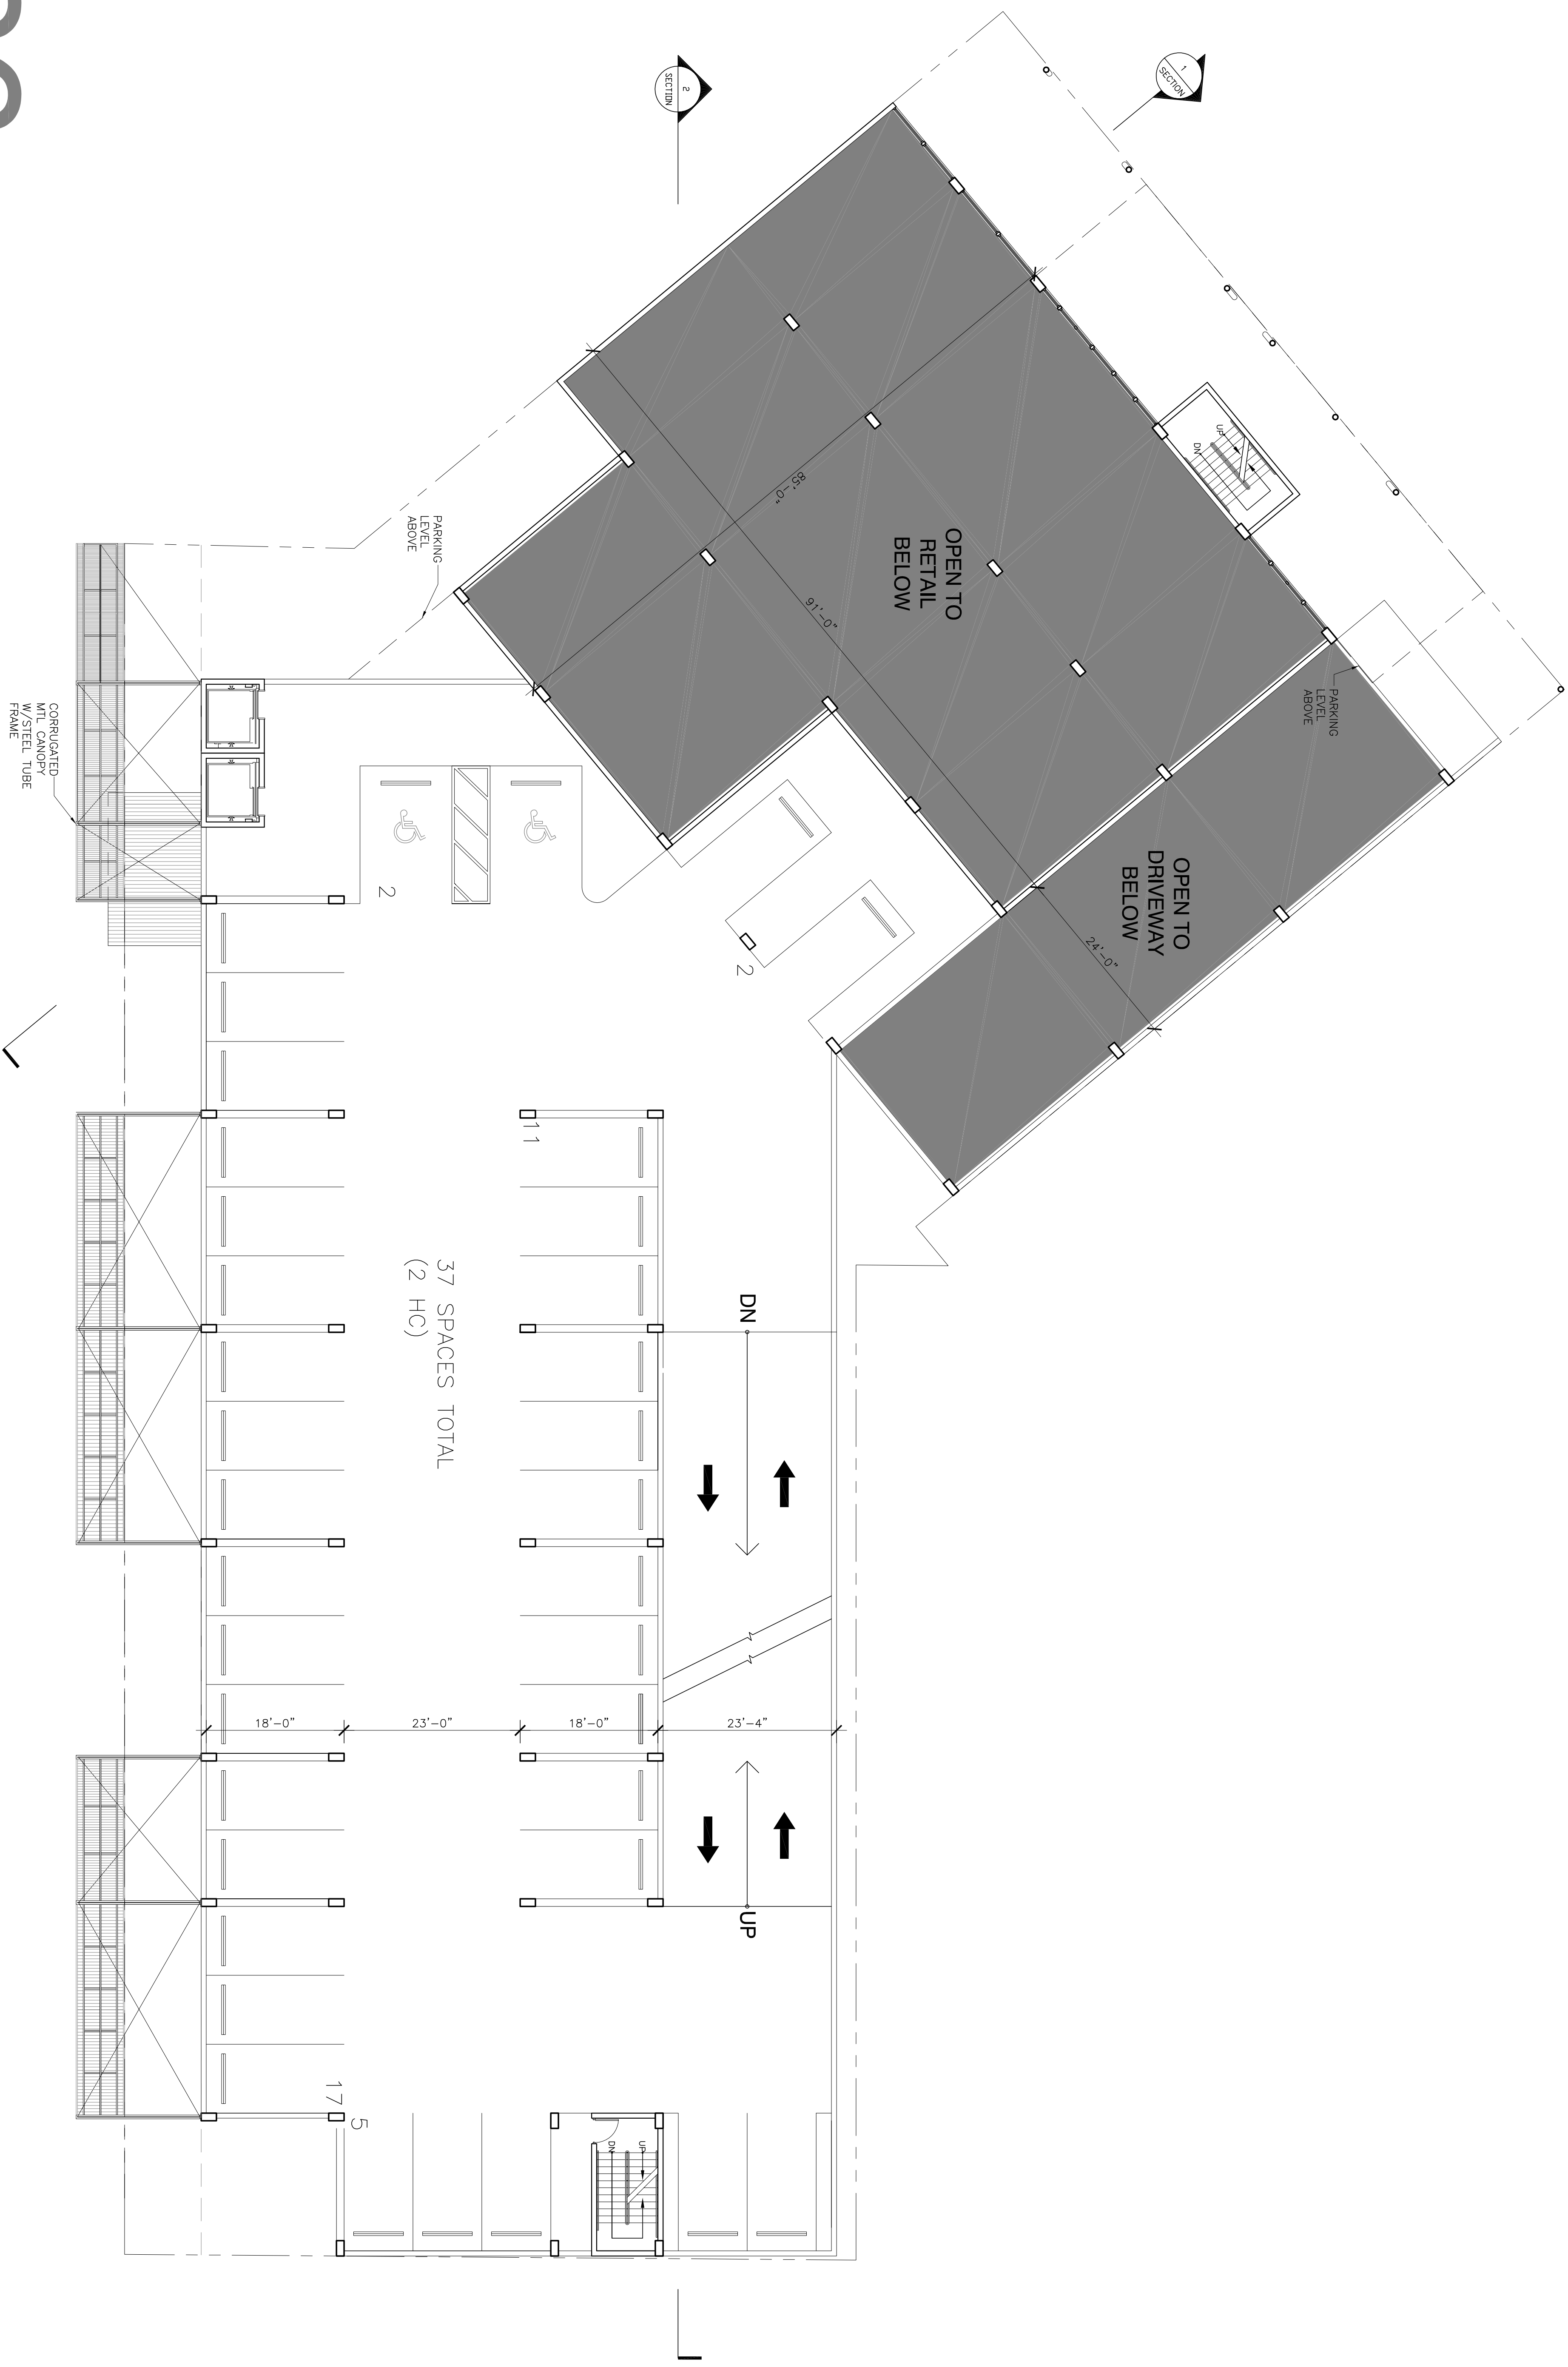 1
SECTION
2
SECTION
UP
DN
PARKING
LEVEL
ABOVE
OPEN TO
RETAIL
BELOW
85'-0"
91'-0"
PARKING
LEVEL
ABOVE
CORRUGATED
MTL CANOPY
W/STEEL TUBE
FRAME
OPEN TO
DRIVEWAY
BELOW
24'-0"
2
2
11
37 SPACES TOTAL
(2 HC)
DN
18'-0"
23'-0"
18'-0"
23'-4"
UP
17
5
UP
DN